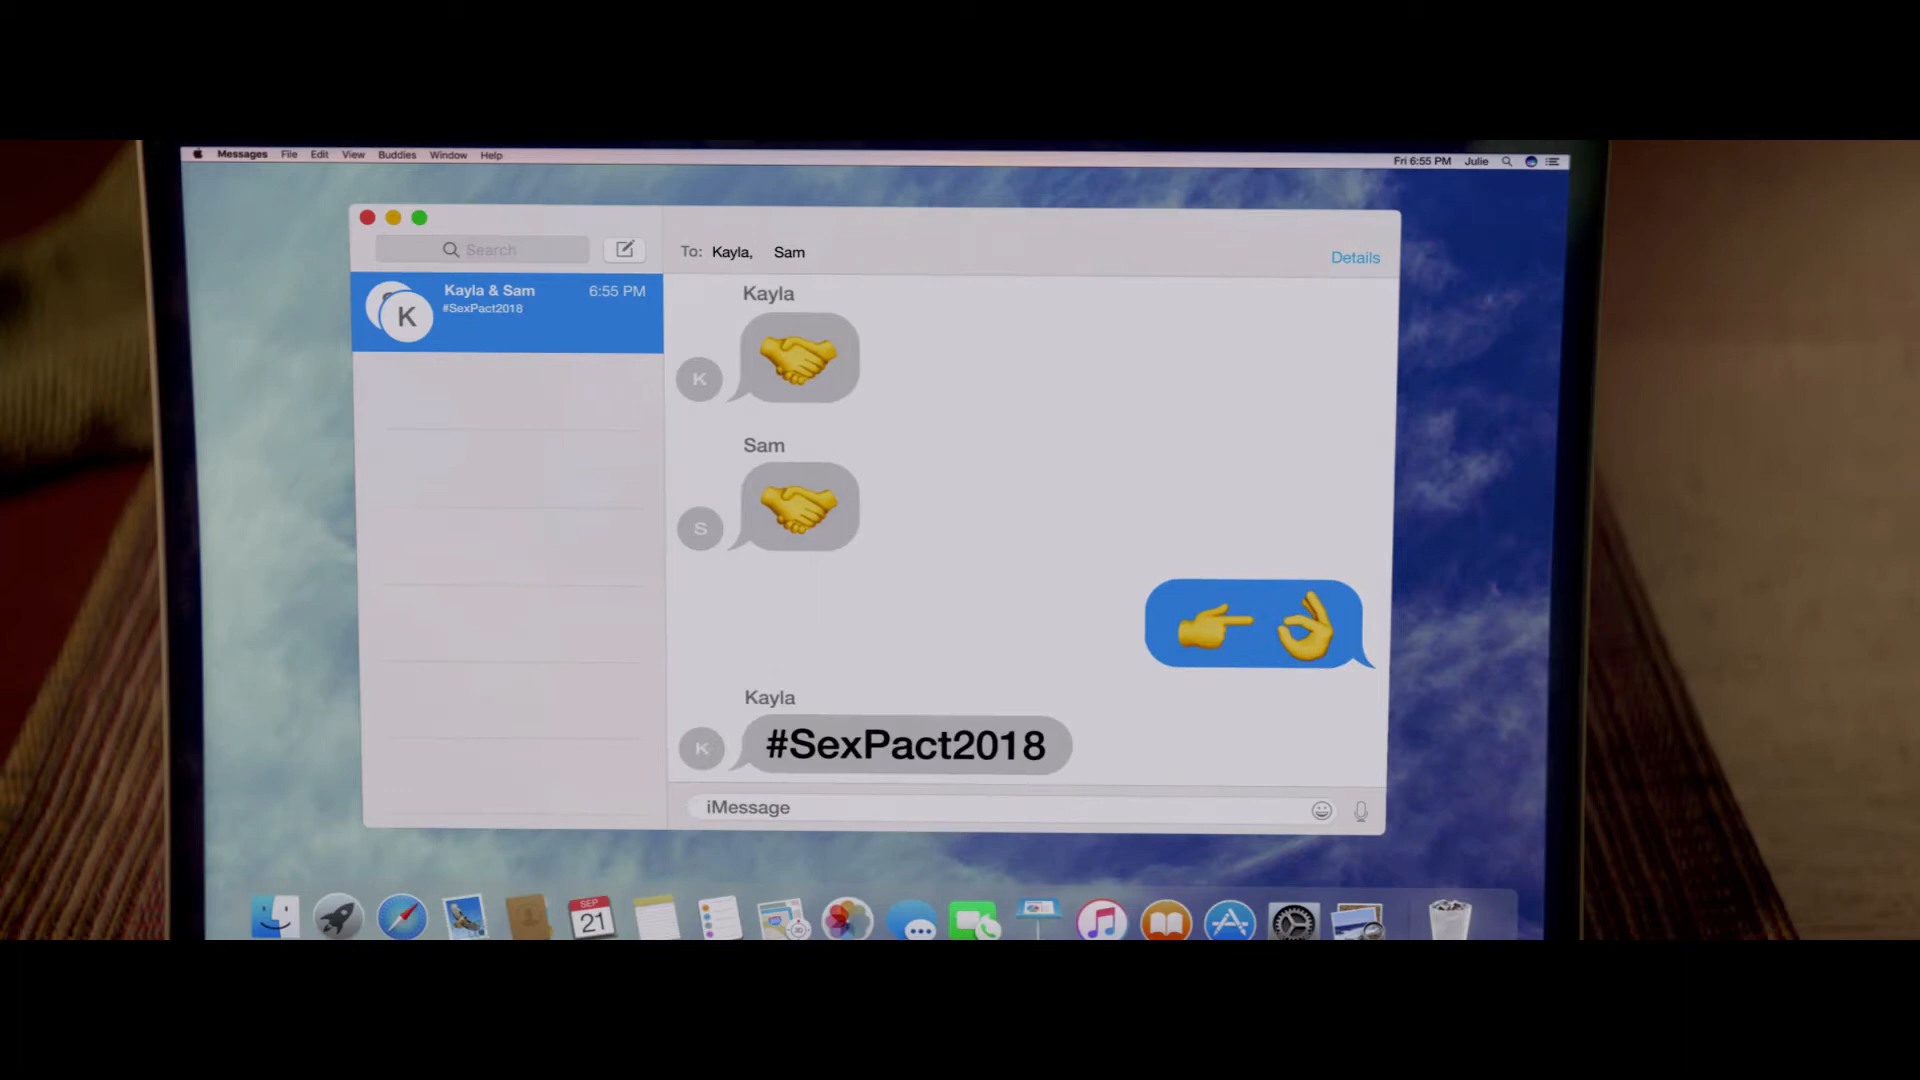 Messages File Edit View Buddies Window Help
Fri 6:55 PM Julie
Search
To: Kayla, Sam
Details
Kayla & Sam 6:55 PM
#SexPact2018
K
Kayla
K
Sam
S
Kayla
K
#SexPact2018
iMessage
SEP
21
30